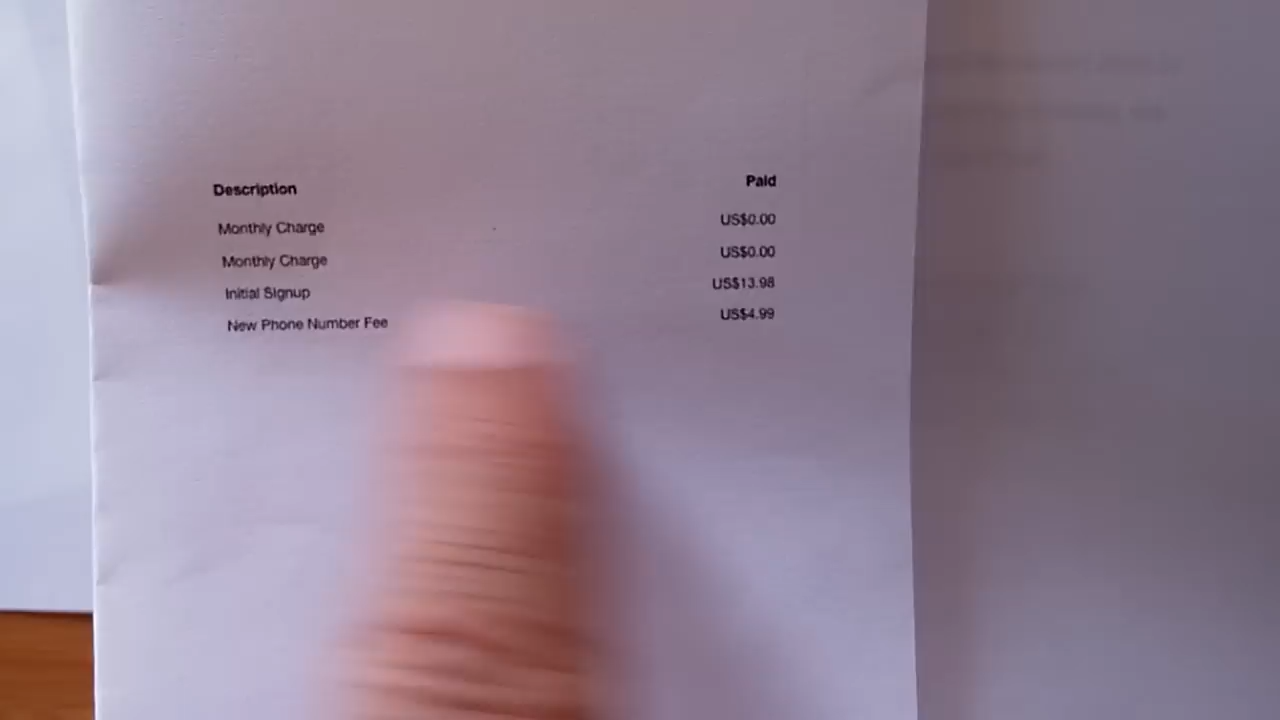 Description Paid
Monthly Charge US$0.00
Monthly Charge US$0.00
Initial Signup US$13.98
New Phone Number Fee US$4.99